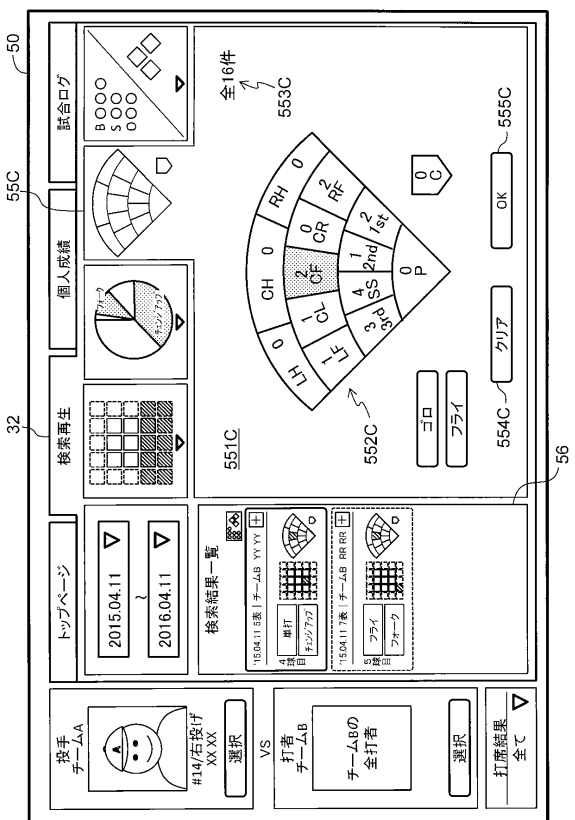 50
32
55C
トップページ
検索再生
個人成績
試合ログ
投手
チームA
A
#14/右投げ
XX XX
選択
VS
打者
チームB
チームBの
全打者
選択
打席結果
全て
2015.04.11
~
2016.04.11
フォーク
チェンジアップ
B
S
O
検索結果一覧
'15.04.11 5表 | チームB YY YY
4球目
単打
チェンジアップ
'15.04.11 7表 | チームB RR RR
5球目
フライ
フォーク
56
551C
全16件
553C
LH 0
CH 0
RH 0
1 LF
1 CL
2 CF
0 CR
2 RF
3 3rd
4 SS
1 2nd
2 1st
0 P
0 C
552C
ゴロ
フライ
クリア
554C
OK
555C